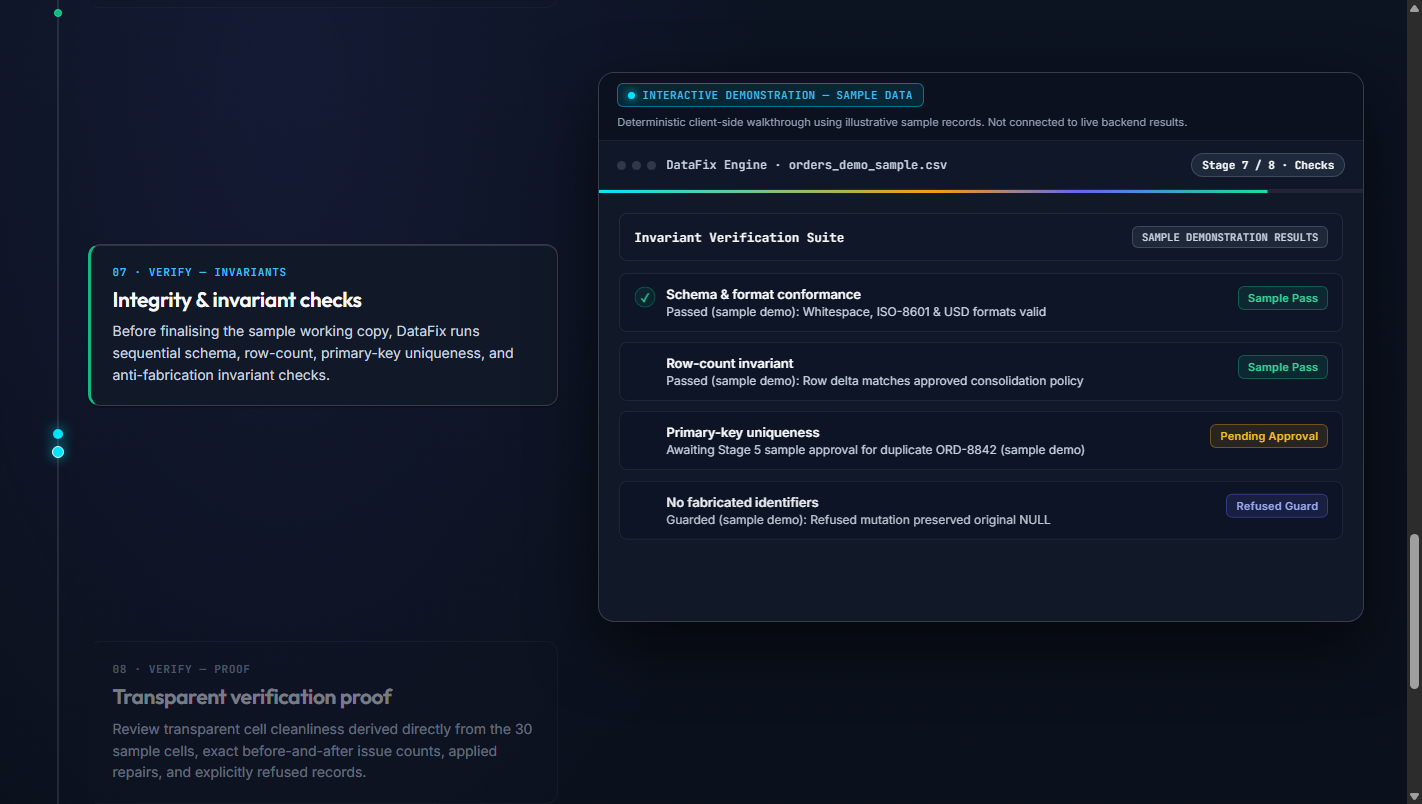 07 · VERIFY — INVARIANTS
Integrity & invariant checks
Before finalising the sample working copy, DataFix runs
sequential schema, row-count, primary-key uniqueness, and
anti-fabrication invariant checks.
08 · VERIFY — PROOF
Transparent verification proof
Review transparent cell cleanliness derived directly from the 30
sample cells, exact before-and-after issue counts, applied
repairs, and explicitly refused records.
INTERACTIVE DEMONSTRATION — SAMPLE DATA
Deterministic client-side walkthrough using illustrative sample records. Not connected to live backend results.
DataFix Engine · orders_demo_sample.csv
Stage 7 / 8 · Checks
Invariant Verification Suite
SAMPLE DEMONSTRATION RESULTS
Schema & format conformance
Passed (sample demo): Whitespace, ISO-8601 & USD formats valid
Sample Pass
Row-count invariant
Passed (sample demo): Row delta matches approved consolidation policy
Sample Pass
Primary-key uniqueness
Awaiting Stage 5 sample approval for duplicate ORD-8842 (sample demo)
Pending Approval
No fabricated identifiers
Guarded (sample demo): Refused mutation preserved original NULL
Refused Guard